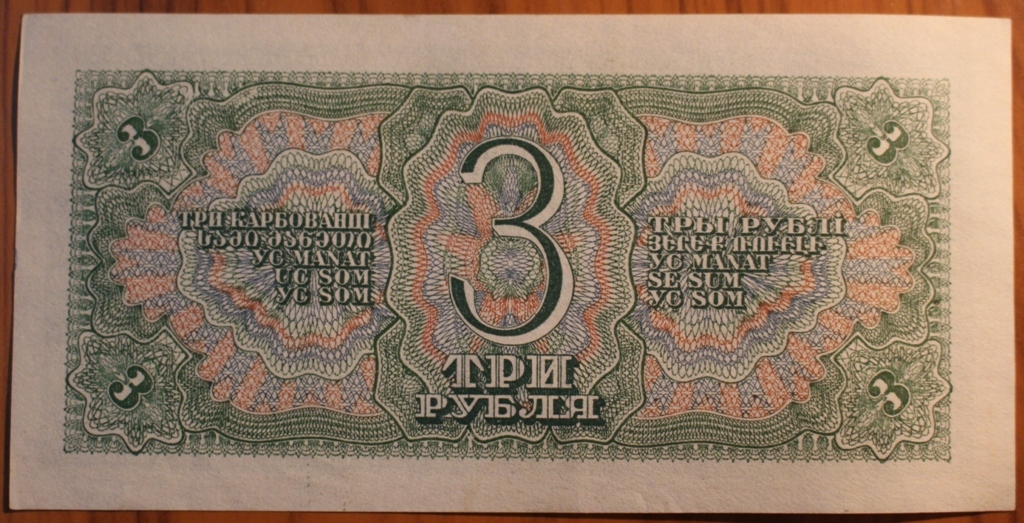 3
3
ТРИ КАРБОВАНЦІ
ᲡᲐᲛᲘ ᲛᲐᲜᲔᲗᲘ
YC MANAT
UC SOM
YC SOM
3
ТРИ
РУБЛЯ
ТРЫ РУБЛІ
ԵՐԵՔ ՌՈՒԲԼԻ
YC MANAT
SE SUM
YC SOM
3
3